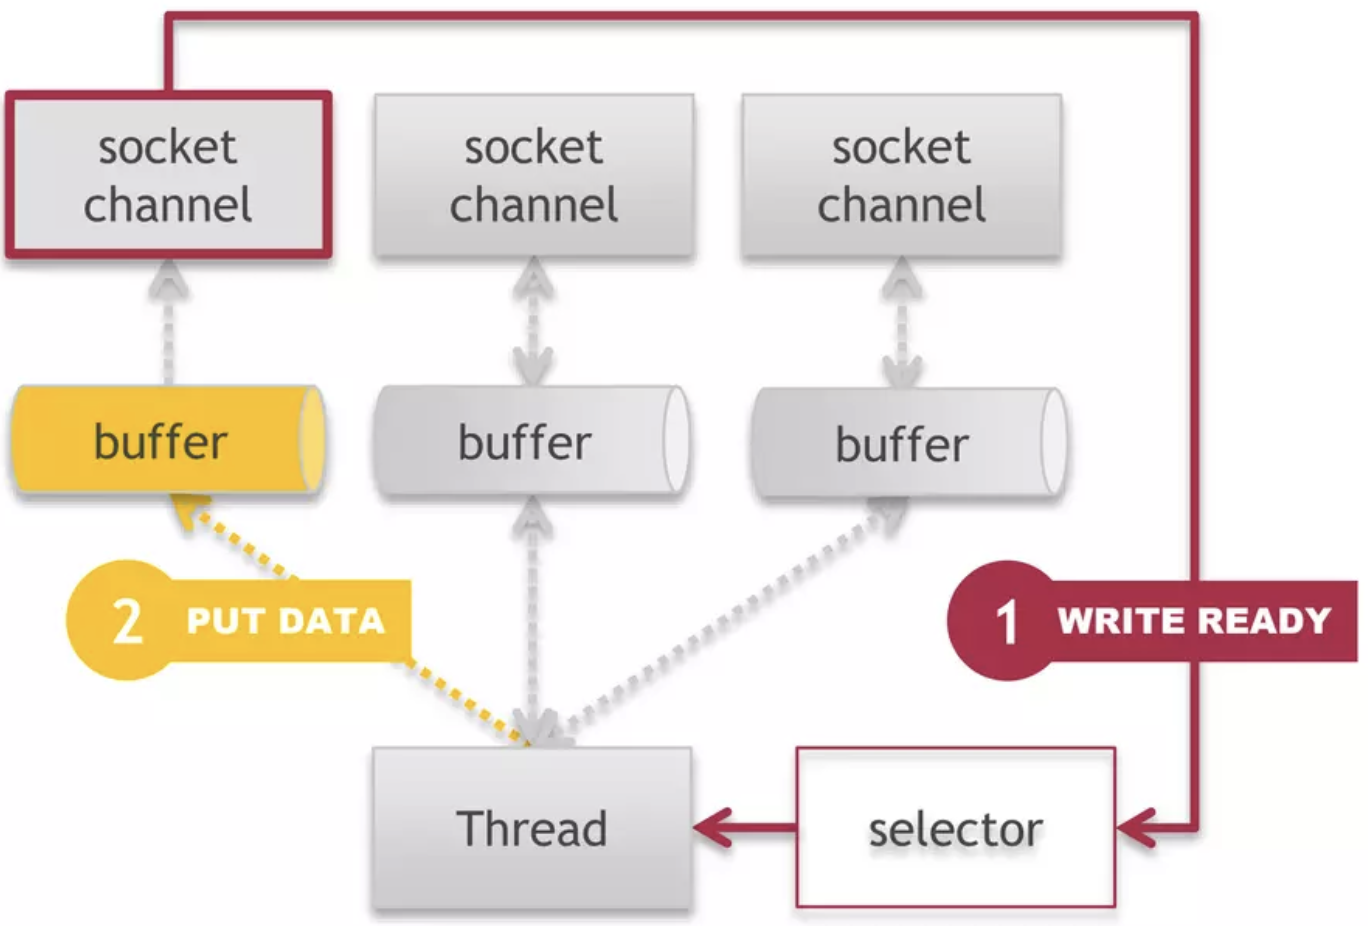 socket
channel
socket
channel
socket
channel
buffer
buffer
buffer
2 PUT DATA
1 WRITE READY
Thread
selector